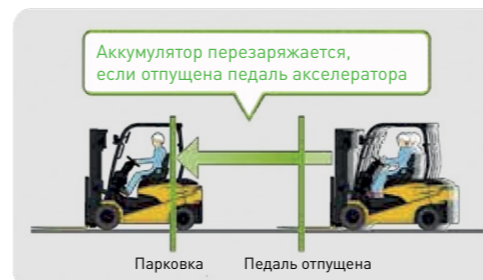 Аккумулятор перезаряжается,
если отпущена педаль акселератора
Парковка Педаль отпущена